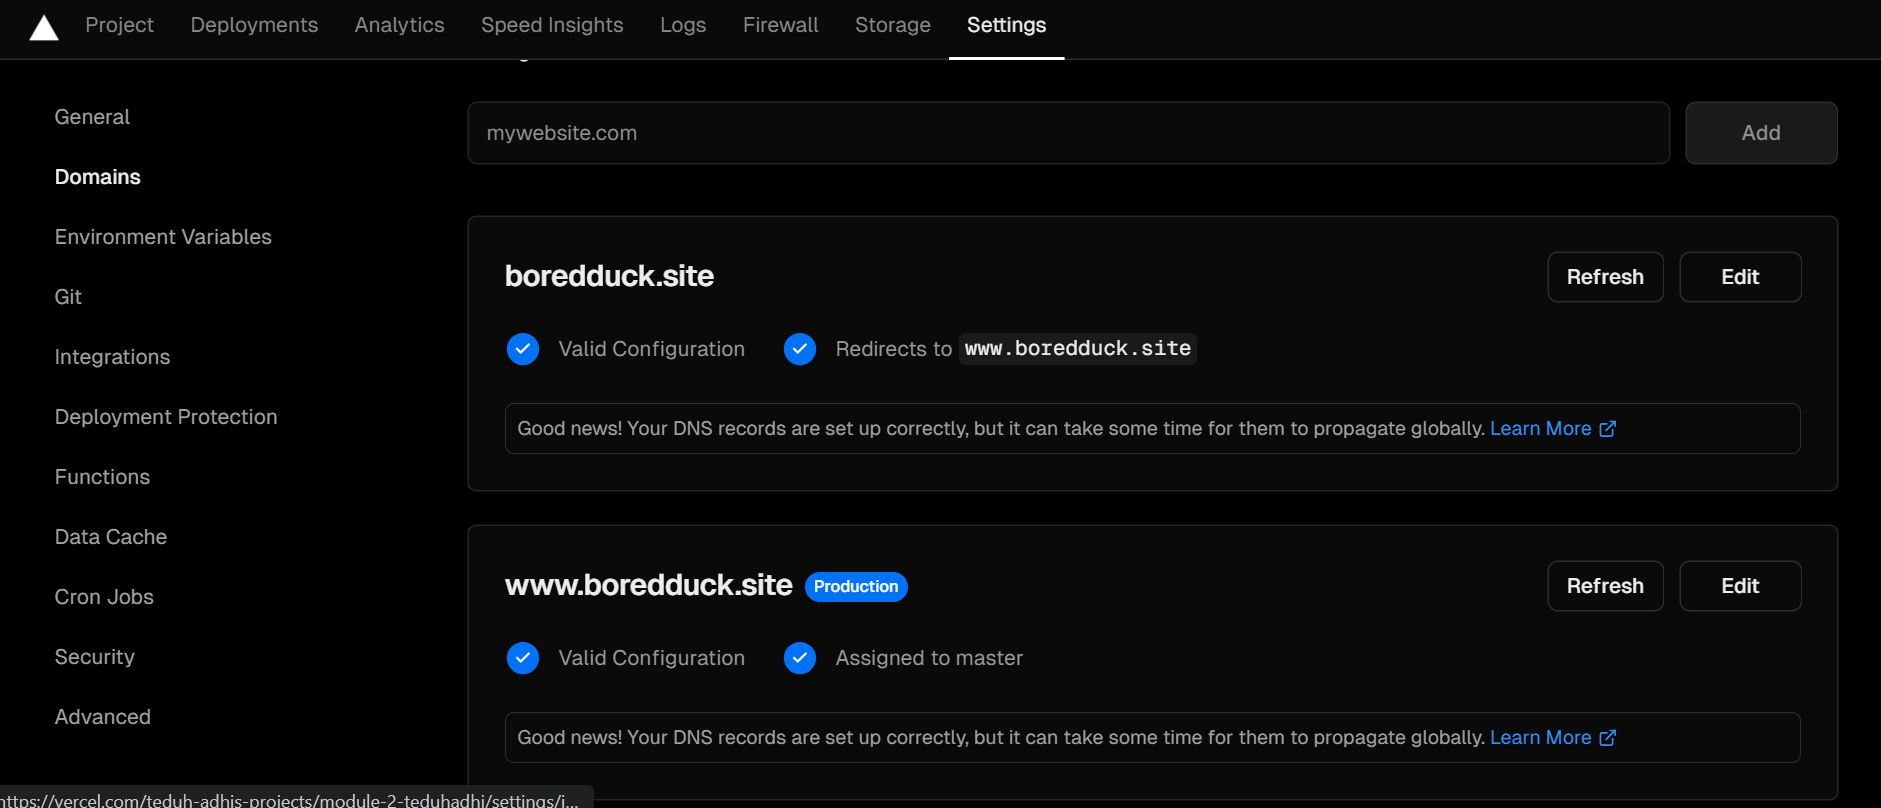 Project Deployments Analytics Speed Insights Logs Firewall Storage Settings
General
Domains
Environment Variables
Git
Integrations
Deployment Protection
Functions
Data Cache
Cron Jobs
Security
Advanced
mywebsite.com Add
boredduck.site Refresh Edit
Valid Configuration Redirects to www.boredduck.site
Good news! Your DNS records are set up correctly, but it can take some time for them to propagate globally. Learn More
www.boredduck.site Production Refresh Edit
Valid Configuration Assigned to master
Good news! Your DNS records are set up correctly, but it can take some time for them to propagate globally. Learn More
https://vercel.com/teduh-adhis-projects/module-2-teduhadhi/settings/i...